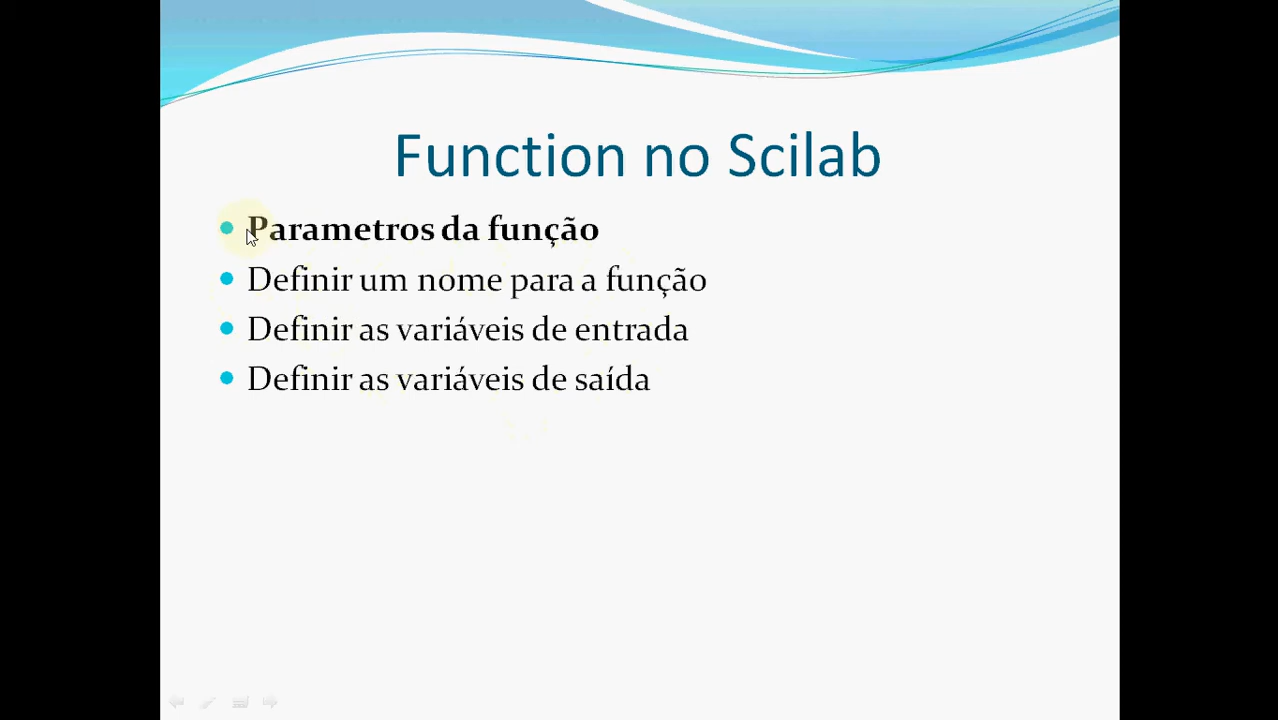 Function no Scilab
Parametros da função
Definir um nome para a função
Definir as variáveis de entrada
Definir as variáveis de saída